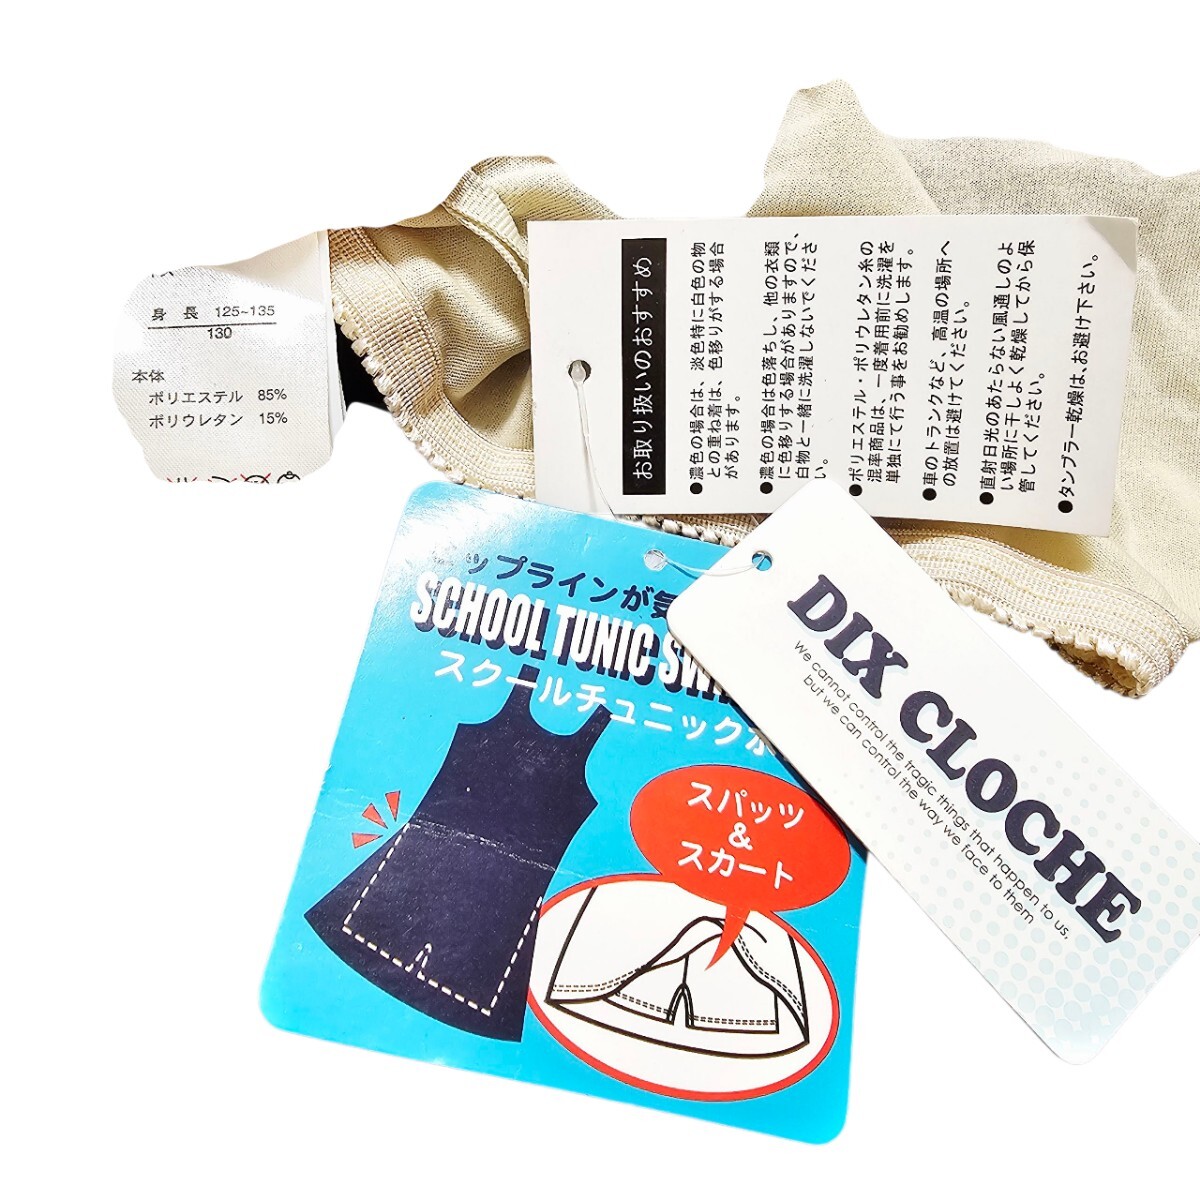 身 長 125~135
130
本体
ポリエステル 85%
ポリウレタン 15%
お取り扱いのおすすめ
●濃色の場合は、淡色特に白色の物
との重ね着は、色移りがする場合
があります。
●濃色の場合は色落ちし、他の衣類
に色移りする場合がありますので、
白物と一緒に洗濯しないでくださ
い。
●ポリエステル・ポリウレタン糸の
混率商品は、一度着用前に洗濯を
単独にて行う事をお勧めします。
●車のトランクなど、高温の場所へ
の放置は避けてください。
●直射日光のあたらない風通しのよ
い場所に干しよく乾燥してから保
管してください。
●タンブラー乾燥は、お避け下さい。
ップラインが気
SCHOOL TUNIC SW
スクールチュニック
スパッツ
&
スカート
DIX CLOCHE
We cannot control the tragic things that happen to us,
but we can control the way we face to them